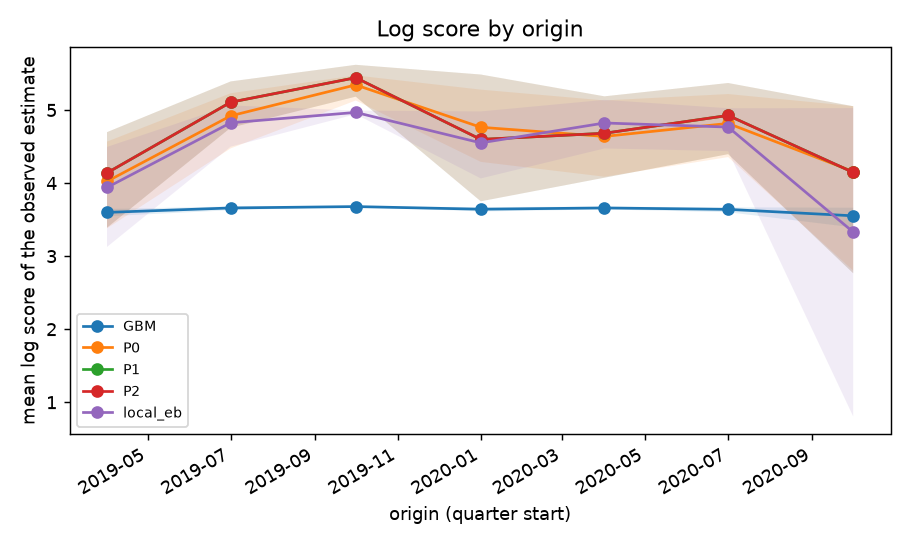 Log score by origin
mean log score of the observed estimate
5
4
3
2
1
GBM
P0
P1
P2
local_eb
2019-05
2019-07
2019-09
2019-11
2020-01
2020-03
2020-05
2020-07
2020-09
origin (quarter start)